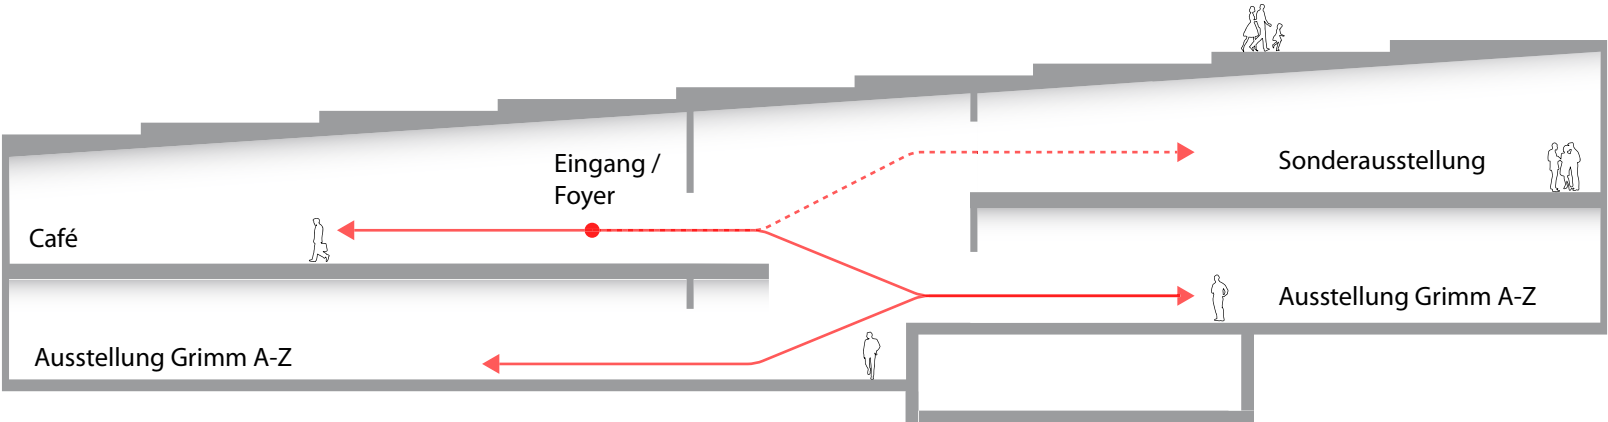 Eingang /
Foyer
Sonderausstellung
Café
Ausstellung Grimm A-Z
Ausstellung Grimm A-Z